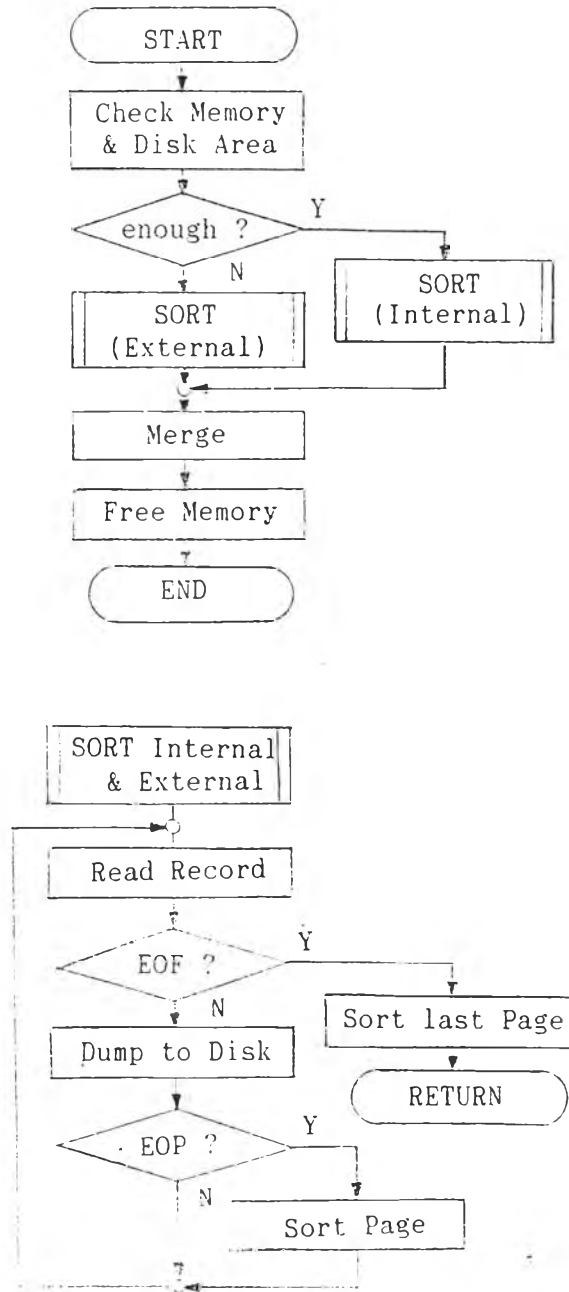 START
Check Memory
& Disk Area
enough ?
Y
N
SORT
(Internal)
SORT
(External)
Merge
Free Memory
END
SORT Internal
& External
Read Record
EOF ?
Y
N
Sort last Page
Dump to Disk
RETURN
EOP ?
Y
N
Sort Page